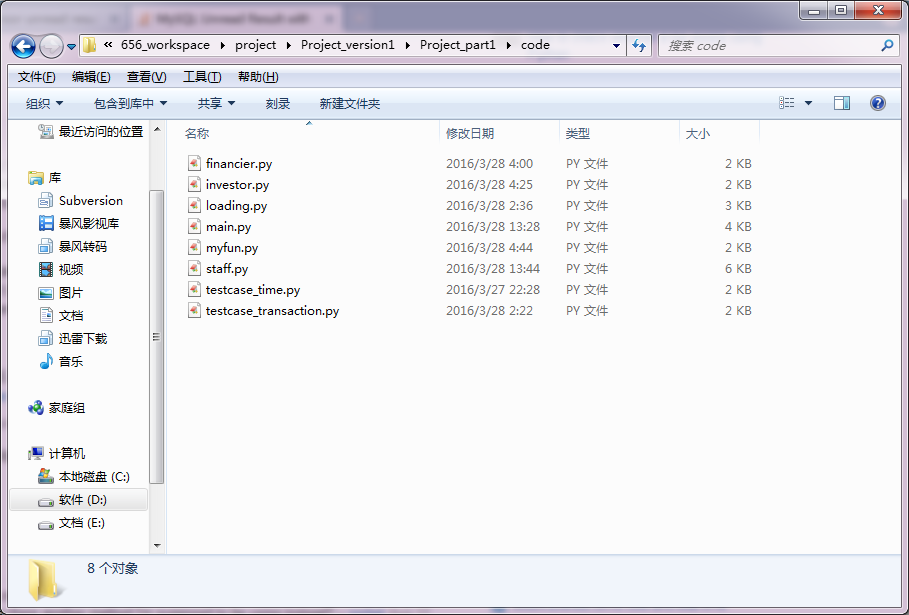 MySQL Unread Result with
« 656_workspace ▸ project ▸ Project_version1 ▸ Project_part1 ▸ code
搜索 code
文件(F) 编辑(E) 查看(V) 工具(T) 帮助(H)
组织 包含到库中 共享 刻录 新建文件夹
最近访问的位置
库
Subversion
暴风影视库
暴风转码
视频
图片
文档
迅雷下载
音乐
家庭组
计算机
本地磁盘 (C:)
软件 (D:)
文档 (E:)
名称 修改日期 类型 大小
financier.py 2016/3/28 4:00 PY 文件 2 KB
investor.py 2016/3/28 4:25 PY 文件 2 KB
loading.py 2016/3/28 2:36 PY 文件 3 KB
main.py 2016/3/28 13:28 PY 文件 4 KB
myfun.py 2016/3/28 4:44 PY 文件 2 KB
staff.py 2016/3/28 13:44 PY 文件 6 KB
testcase_time.py 2016/3/27 22:28 PY 文件 2 KB
testcase_transaction.py 2016/3/28 2:22 PY 文件 2 KB
8 个对象